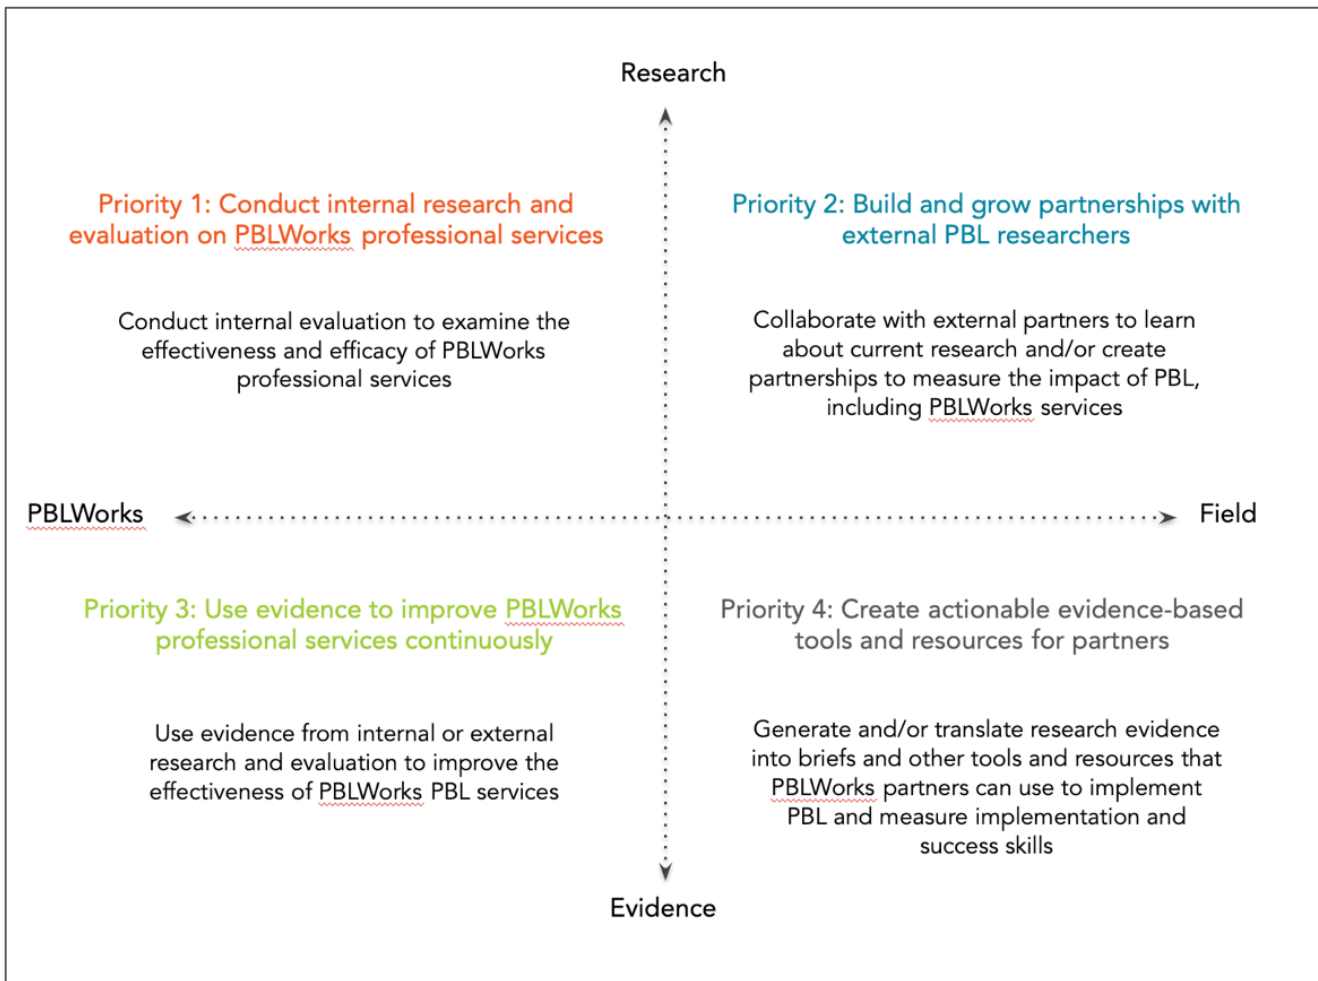 Research
Priority 1: Conduct internal research and
evaluation on PBLWorks professional services
Conduct internal evaluation to examine the
effectiveness and efficacy of PBLWorks
professional services
Priority 2: Build and grow partnerships with
external PBL researchers
Collaborate with external partners to learn
about current research and/or create
partnerships to measure the impact of PBL,
including PBLWorks services
PBLWorks
Field
Priority 3: Use evidence to improve PBLWorks
professional services continuously
Use evidence from internal or external
research and evaluation to improve the
effectiveness of PBLWorks PBL services
Priority 4: Create actionable evidence-based
tools and resources for partners
Generate and/or translate research evidence
into briefs and other tools and resources that
PBLWorks partners can use to implement
PBL and measure implementation and
success skills
Evidence